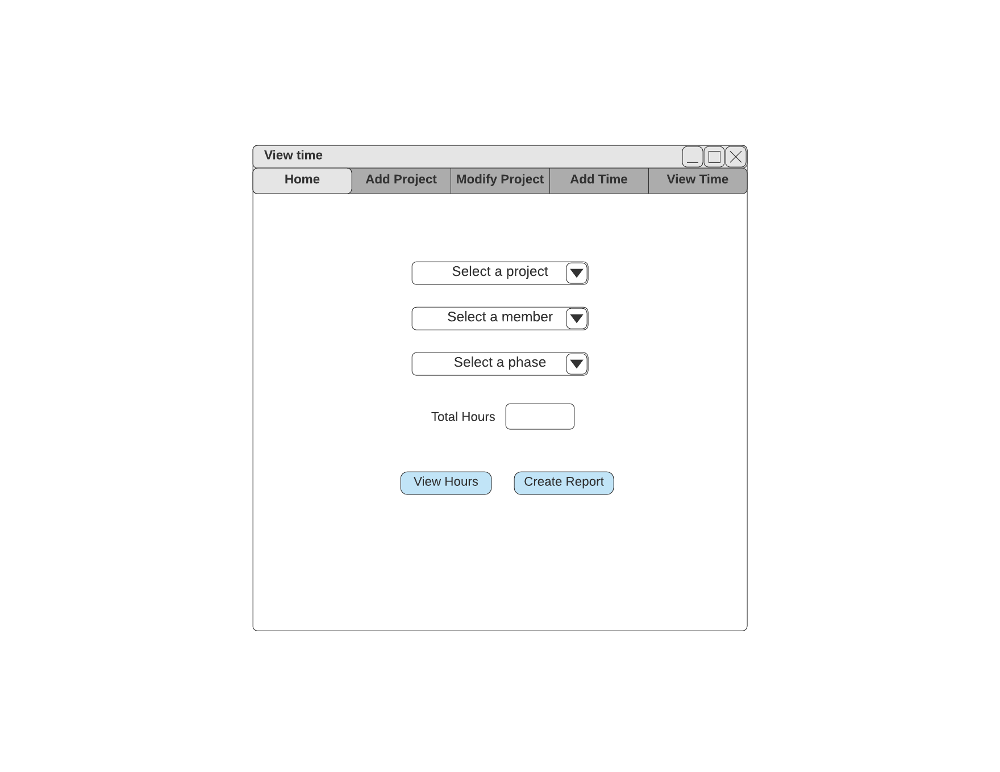 View time
Home Add Project Modify Project Add Time View Time
Select a project
Select a member
Select a phase
Total Hours
View Hours Create Report